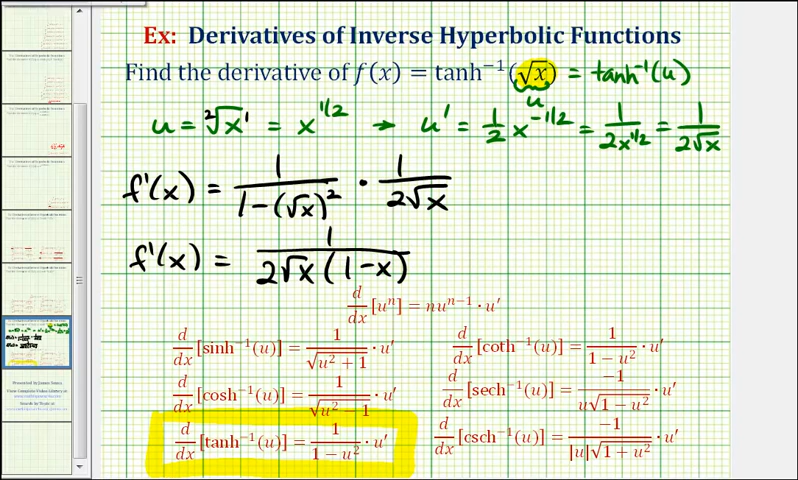 Ex: Derivatives of Inverse Hyperbolic Functions
Find the derivative of f(x) = tanh⁻¹(√x) = tanh⁻¹(u)
u
u = ²√x¹ = x^{1/2} → u' = 1/2 x^{-1/2} = 1/(2x^{1/2}) = 1/(2√x)
f'(x) = 1/(1-(√x)²) · 1/(2√x)
f'(x) = 1/(2√x(1-x))
d/dx [uⁿ] = nuⁿ⁻¹ · u'
d/dx [sinh⁻¹(u)] = 1/√(u² + 1) · u'
d/dx [coth⁻¹(u)] = 1/(1 − u²) · u'
d/dx [cosh⁻¹(u)] = 1/√(u² − 1) · u'
d/dx [sech⁻¹(u)] = −1/(u√(1 − u²)) · u'
d/dx [tanh⁻¹(u)] = 1/(1 − u²) · u'
d/dx [csch⁻¹(u)] = −1/(|u|√(1 + u²)) · u'